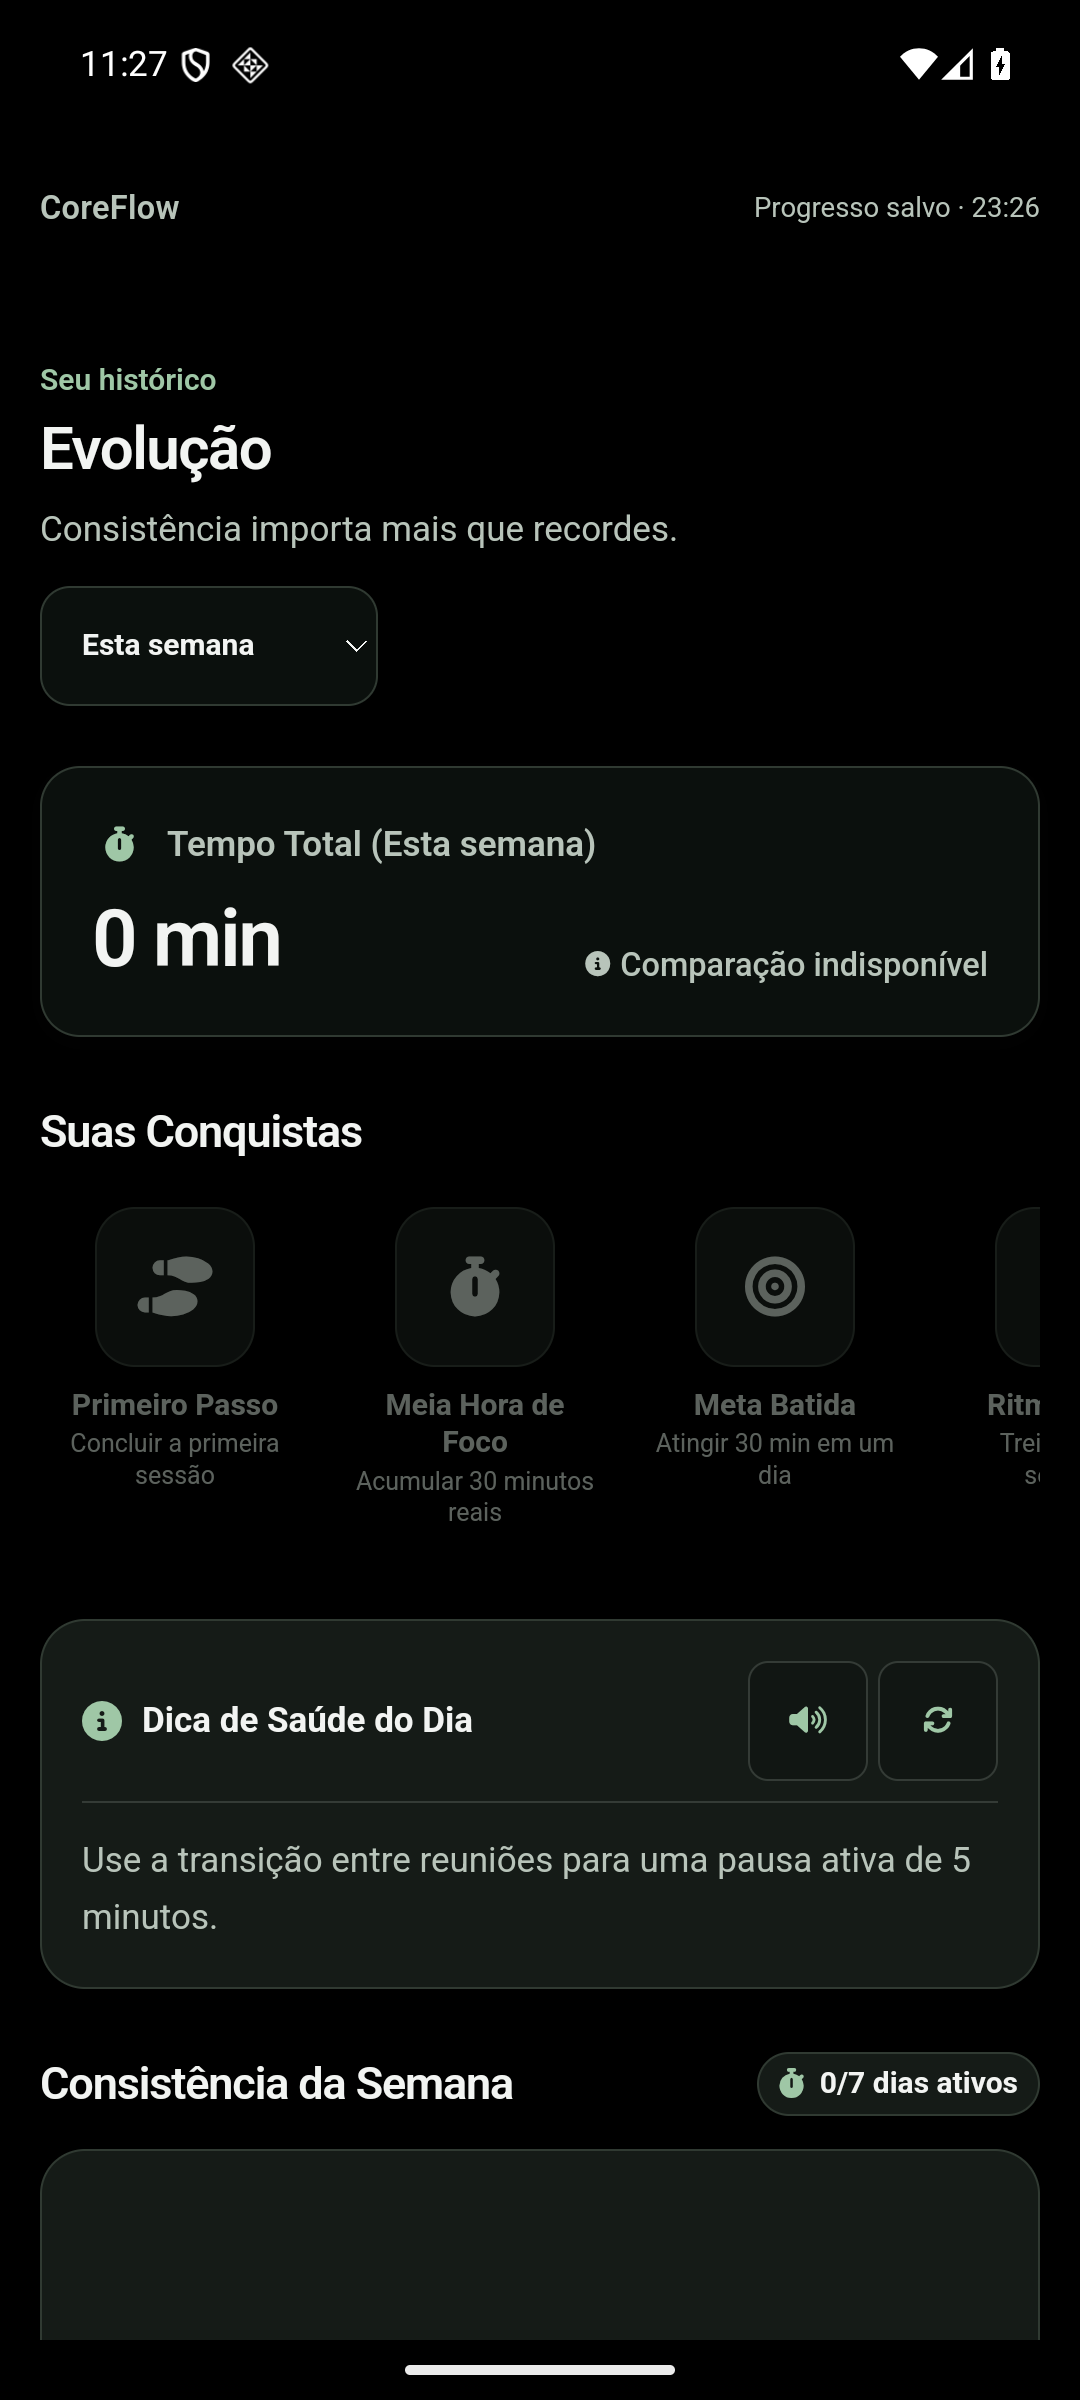 11:27
CoreFlow
Progresso salvo · 23:26
Seu histórico
Evolução
Consistência importa mais que recordes.
Esta semana
Tempo Total (Esta semana)
0 min
Comparação indisponível
Suas Conquistas
Primeiro Passo
Concluir a primeira
sessão
Meia Hora de
Foco
Acumular 30 minutos
reais
Meta Batida
Atingir 30 min em um
dia
Dica de Saúde do Dia
Use a transição entre reuniões para uma pausa ativa de 5
minutos.
Consistência da Semana
0/7 dias ativos